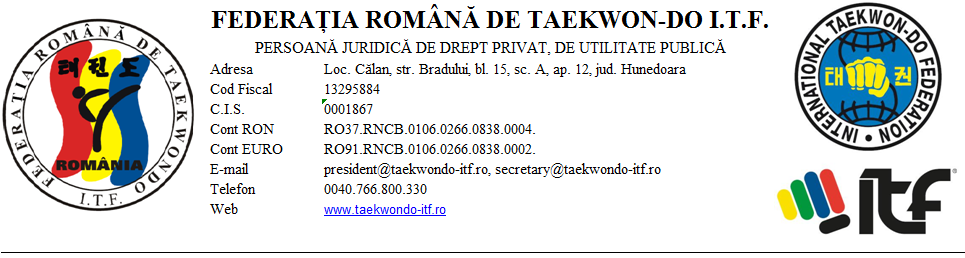 FEDERAȚIA ROMÂNĂ DE TAEKWON-DO I.T.F.
PERSOANĂ JURIDICĂ DE DREPT PRIVAT, DE UTILITATE PUBLICĂ
Adresa Loc. Călan, str. Bradului, bl. 15, sc. A, ap. 12, jud. Hunedoara
Cod Fiscal 13295884
C.I.S. 0001867
Cont RON RO37.RNCB.0106.0266.0838.0004.
Cont EURO RO91.RNCB.0106.0266.0838.0002.
E-mail president@taekwondo-itf.ro, secretary@taekwondo-itf.ro
Telefon 0040.766.800.330
Web www.taekwondo-itf.ro
FEDERAȚIA ROMÂNĂ DE TAEKWONDO
I.T.F.
태 권 도
ROMÂNIA
INTERNATIONAL TAEKWON-DO FEDERATION
· INTERNATIONAL ·
태 권
itf